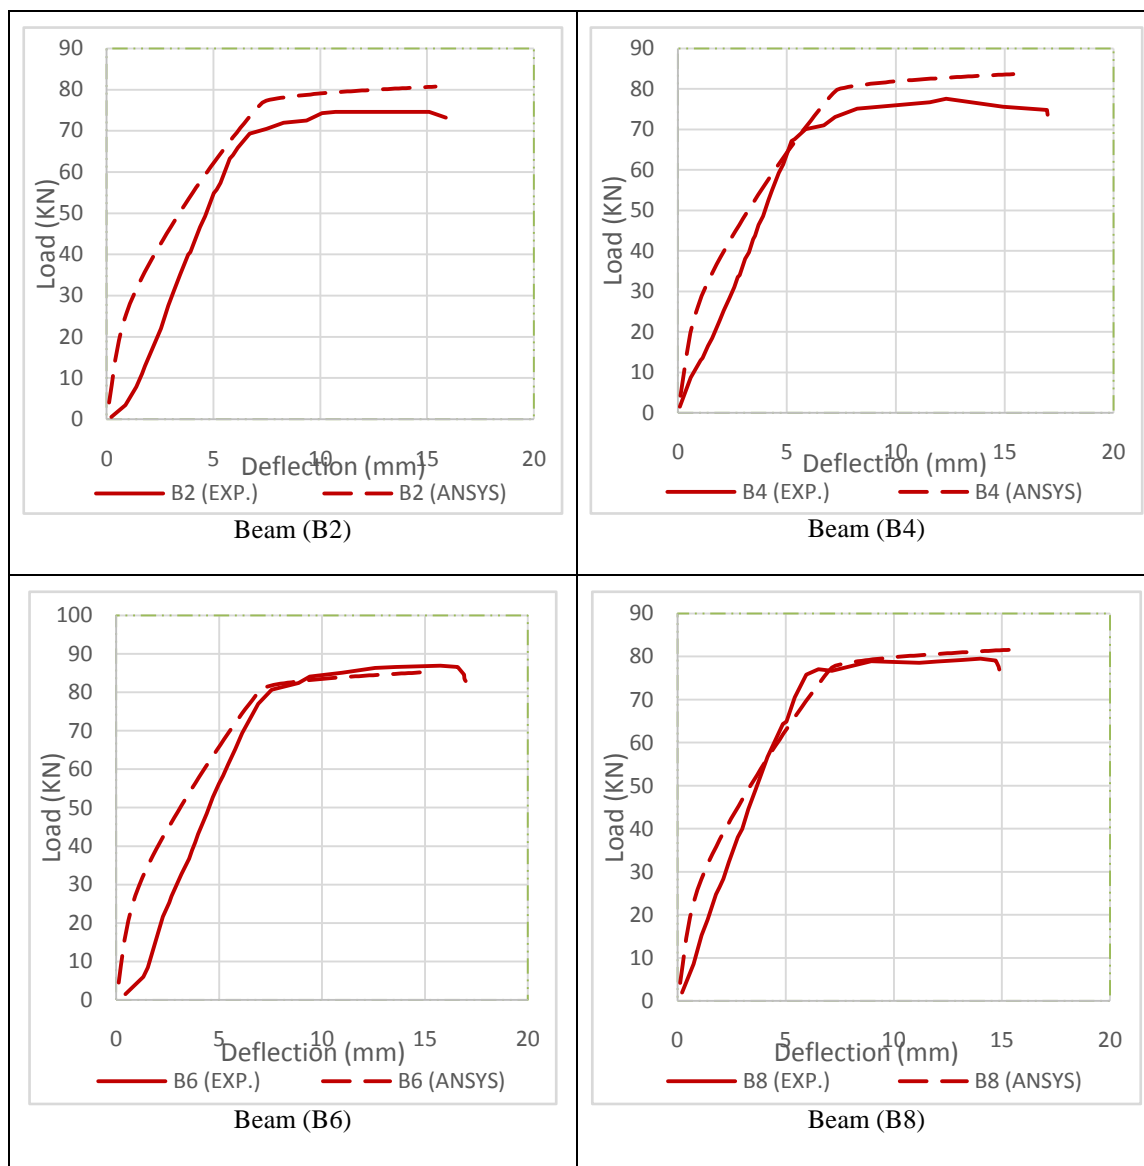 90
80
70
60
50
40
30
20
10
0
Load (KN)
0 5 10 15 20
Deflection (mm)
B2 (EXP.) B2 (ANSYS)
Beam (B2)
90
80
70
60
50
40
30
20
10
0
Load (KN)
0 5 10 15 20
Deflection (mm)
B4 (EXP.) B4 (ANSYS)
Beam (B4)
100
90
80
70
60
50
40
30
20
10
0
Load (KN)
0 5 10 15 20
Deflection (mm)
B6 (EXP.) B6 (ANSYS)
Beam (B6)
90
80
70
60
50
40
30
20
10
0
Load (KN)
0 5 10 15 20
Deflection (mm)
B8 (EXP.) B8 (ANSYS)
Beam (B8)